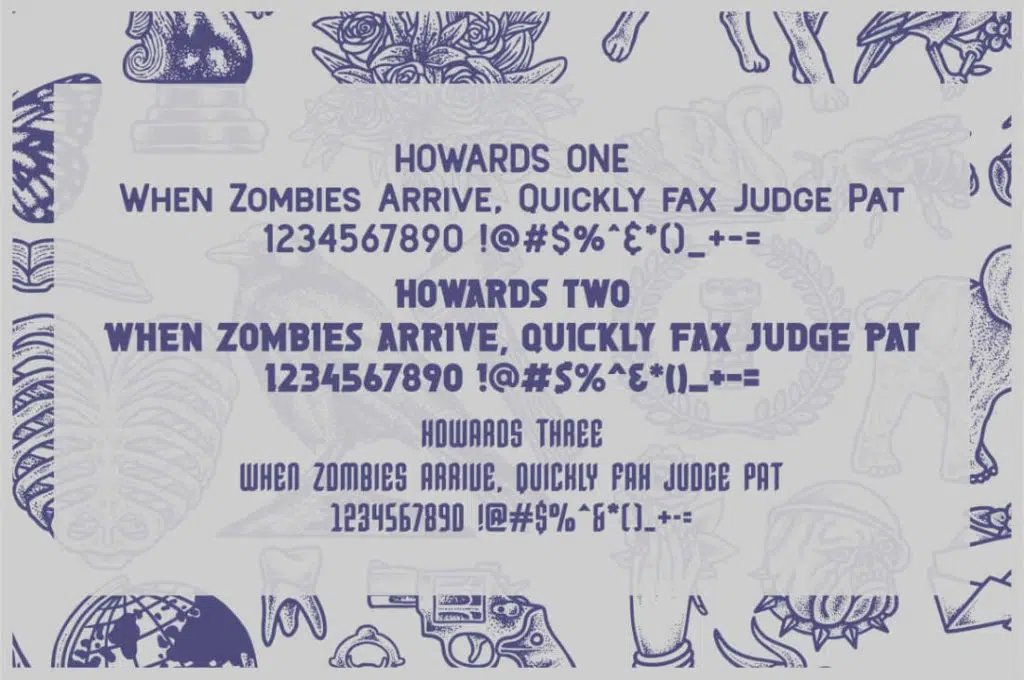 HOWARDS ONE
When Zombies Arrive, Quickly fax Judge Pat
1234567890 !@#$%^&*()_+-=
HOWARDS TWO
WHEN ZOMBIES ARRIVE, QUICKLY FAX JUDGE PAT
1234567890 !@#$%^&*()_+-=
HOWARDS THREE
WHEN ZOMBIES ARRIVE, QUICKLY FAX JUDGE PAT
1234567890 !@#$%^&*()_+-=